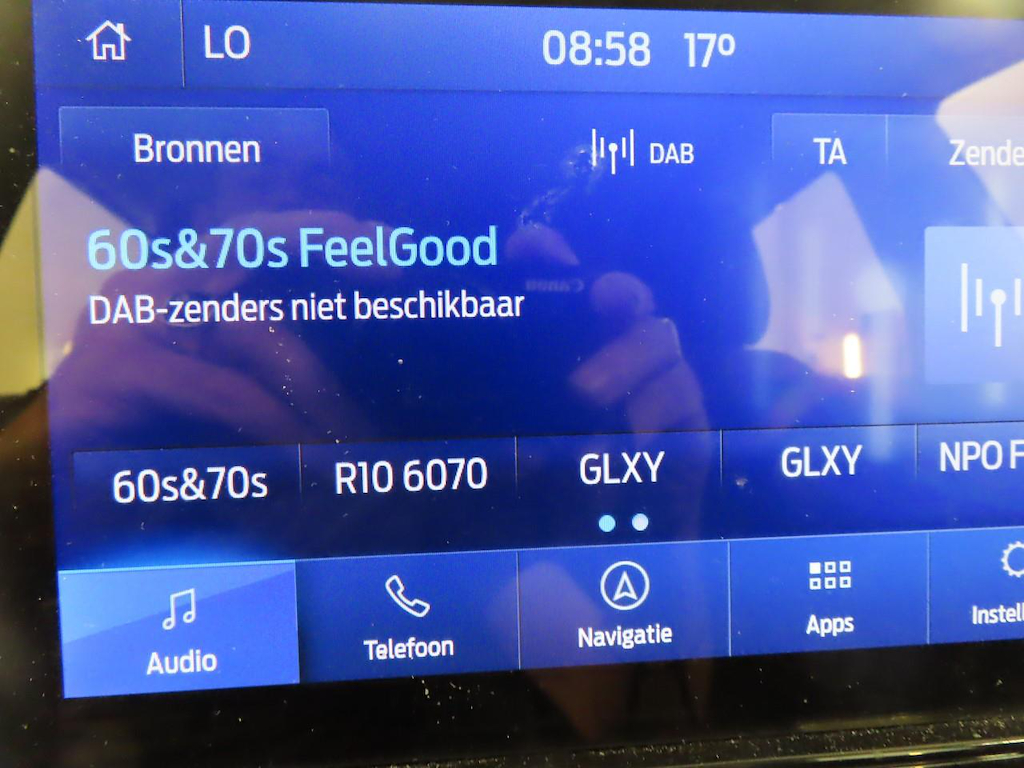 LO 08:58 17º
Bronnen DAB TA Zende
60s&70s FeelGood
DAB-zenders niet beschikbaar
60s&70s R10 6070 GLXY GLXY NPO F
Audio Telefoon Navigatie Apps Instell